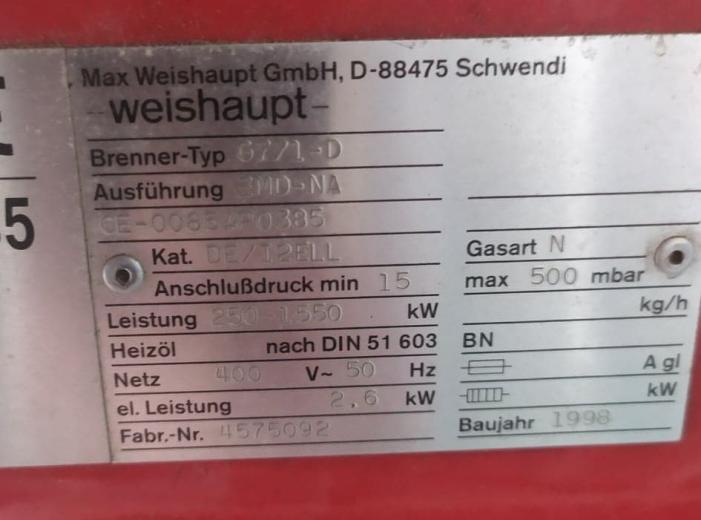 Max Weishaupt GmbH, D-88475 Schwendi
-weishaupt-
Brenner-Typ G7/1-D
Ausführung ZMD-NA
CE-0085
Kat. DE/I2ELL
Gasart N
Anschlußdruck min 15
max 500 mbar
Leistung 250-1550 kW
kg/h
Heizöl nach DIN 51 603
BN
Netz 400 V~ 50 Hz
A gl
el. Leistung 2,6 kW
kW
Fabr.-Nr. 4575092
Baujahr 1998
5